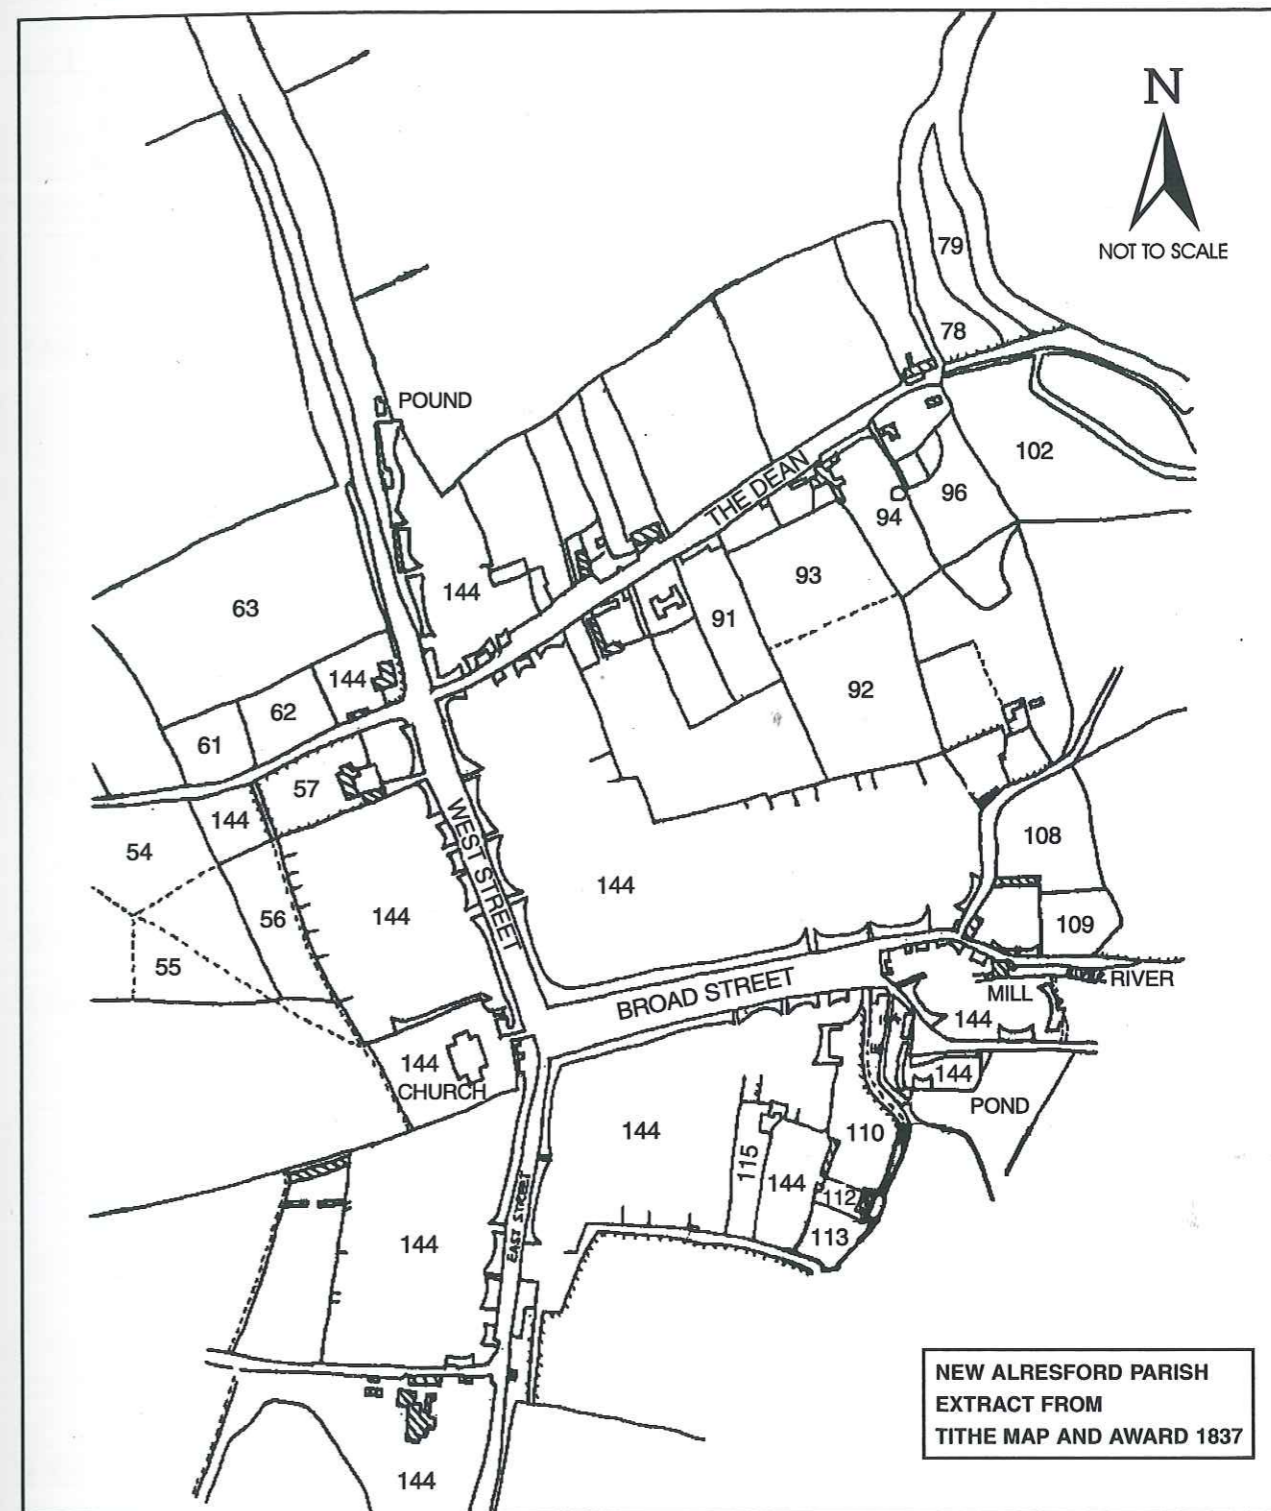 N
NOT TO SCALE
79
78
POUND
102
THE DEAN
96
94
93
144
63
91
144
92
62
61
57
WEST STREET
144
108
54
144
56
144
109
55
BROAD STREET
MILL
RIVER
144
144
CHURCH
144
POND
144
110
115
144
112
113
144
EAST STREET
NEW ALRESFORD PARISH
EXTRACT FROM
TITHE MAP AND AWARD 1837
144